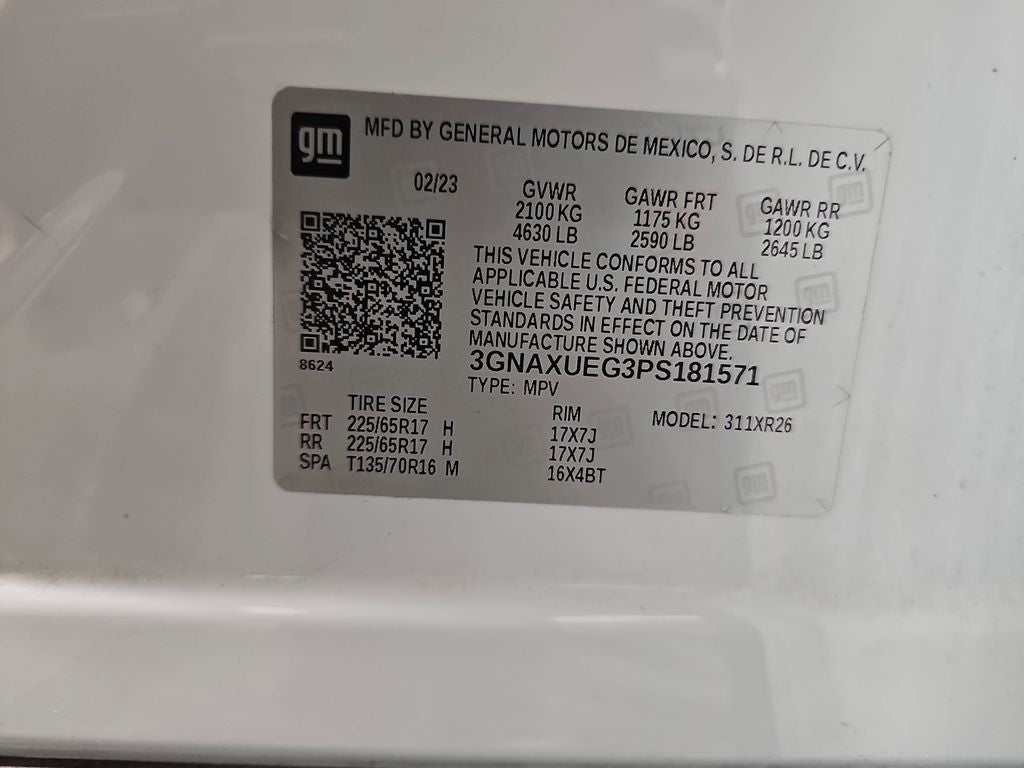 gm MFD BY GENERAL MOTORS DE MEXICO, S. DE R.L. DE C.V.
02/23 GVWR GAWR FRT GAWR RR
2100 KG 1175 KG 1200 KG
4630 LB 2590 LB 2645 LB
THIS VEHICLE CONFORMS TO ALL
APPLICABLE U.S. FEDERAL MOTOR
VEHICLE SAFETY AND THEFT PREVENTION
STANDARDS IN EFFECT ON THE DATE OF
MANUFACTURE SHOWN ABOVE.
8624 3GNAXUEG3PS181571
TYPE: MPV
TIRE SIZE RIM MODEL: 311XR26
FRT 225/65R17 H 17X7J
RR 225/65R17 H 17X7J
SPA T135/70R16 M 16X4BT